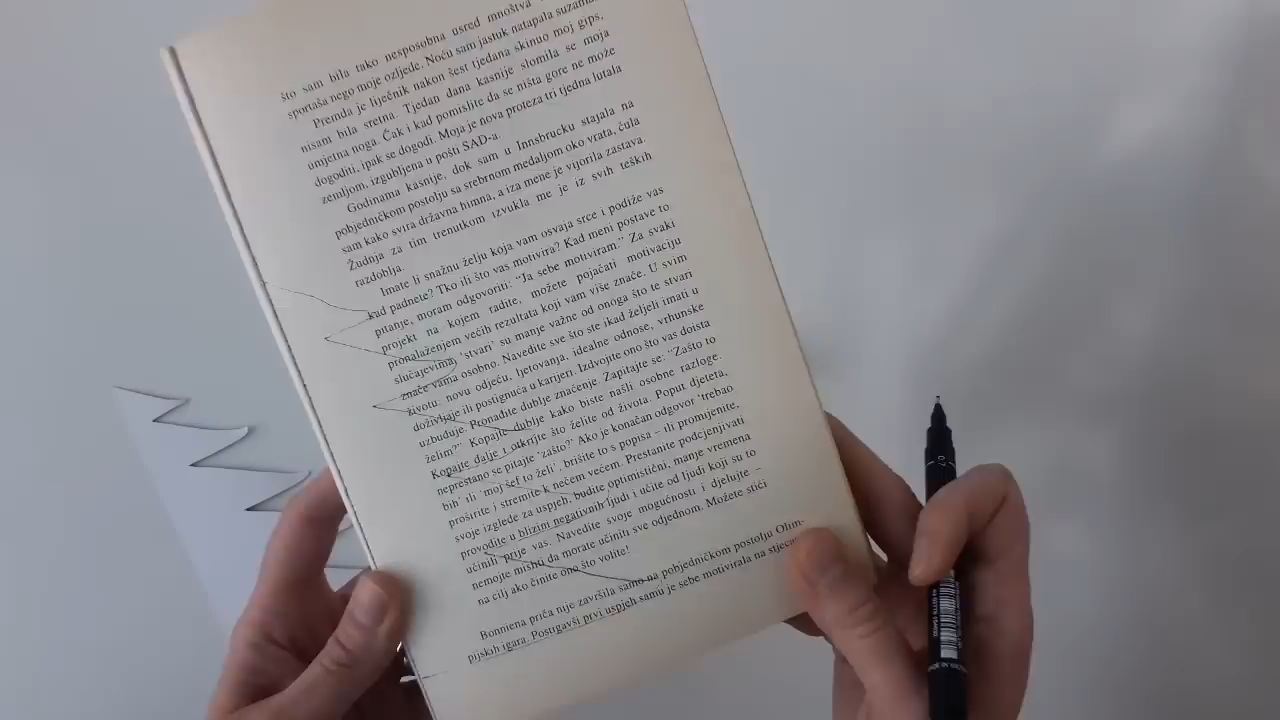 što sam bila tako nesposobna usred mnoštva
sportaša nego moje ozljede. Noću sam jastuk natapala suzama.
Premda je liječnik nakon šest tjedana skinuo moj gips,
nisam bila sretna. Tjedan dana kasnije slomila se moja
umjetna noga. Čak i kad pomislite da se ništa gore ne može
dogoditi, ipak se dogodi. Moja je nova proteza tri tjedna lutala
zemljom, izgubljena u pošti SAD-a.
Godinama kasnije, dok sam u Innsbrucku stajala na
pobjedničkom postolju sa srebrnom medaljom oko vrata, čula
sam kako svira državna himna, a iza mene je vijorila zastava.
Žudnja za tim trenutkom izvukla me je iz svih teških
razdoblja.
Imate li snažnu želju koja vam osvaja srce i podiže vas
kad padnete? Tko ili što vas motivira? Kad meni postave to
pitanje, moram odgovoriti: "Ja sebe motiviram." Za svaki
projekt na kojem radite, možete pojačati motivaciju
pronalaženjem većih rezultata koji vam više znače. U svim
slučajevima, 'stvari' su manje važne od onoga što te stvari
znače vama osobno. Navedite sve što ste ikad željeli imati u
životu: novu odjeću, ljetovanja, idealne odnose, vrhunske
doživljaje ili postignuća u karijeri. Izdvojite ono što vas doista
uzbuđuje. Pronađite dublje značenje. Zapitajte se: "Zašto to
želim?" Kopajte dublje kako biste našli osobne razloge.
Kopajte dalje i otkrijte što želite od života. Poput djeteta,
neprestano se pitajte 'zašto?' Ako je konačan odgovor 'trebao
bih' ili 'moj šef to želi', brišite to s popisa – ili promijenite,
proširite i stremite k nečem većem. Prestanite podcjenjivati
svoje izglede za uspjeh, budite optimistični, manje vremena
provodite u blizini negativnih ljudi i učite od ljudi koji su to
učinili prije vas. Navedite svoje mogućnosti i djelujte –
nemojte misliti da morate učiniti sve odjednom. Možete stići
na cilj ako činite ono što volite!
Bonniena priča nije završila samo na pobjedničkom postolju Olim-
pijskih igara. Postigavši prvi uspjeh samu je sebe motivirala na
0.7